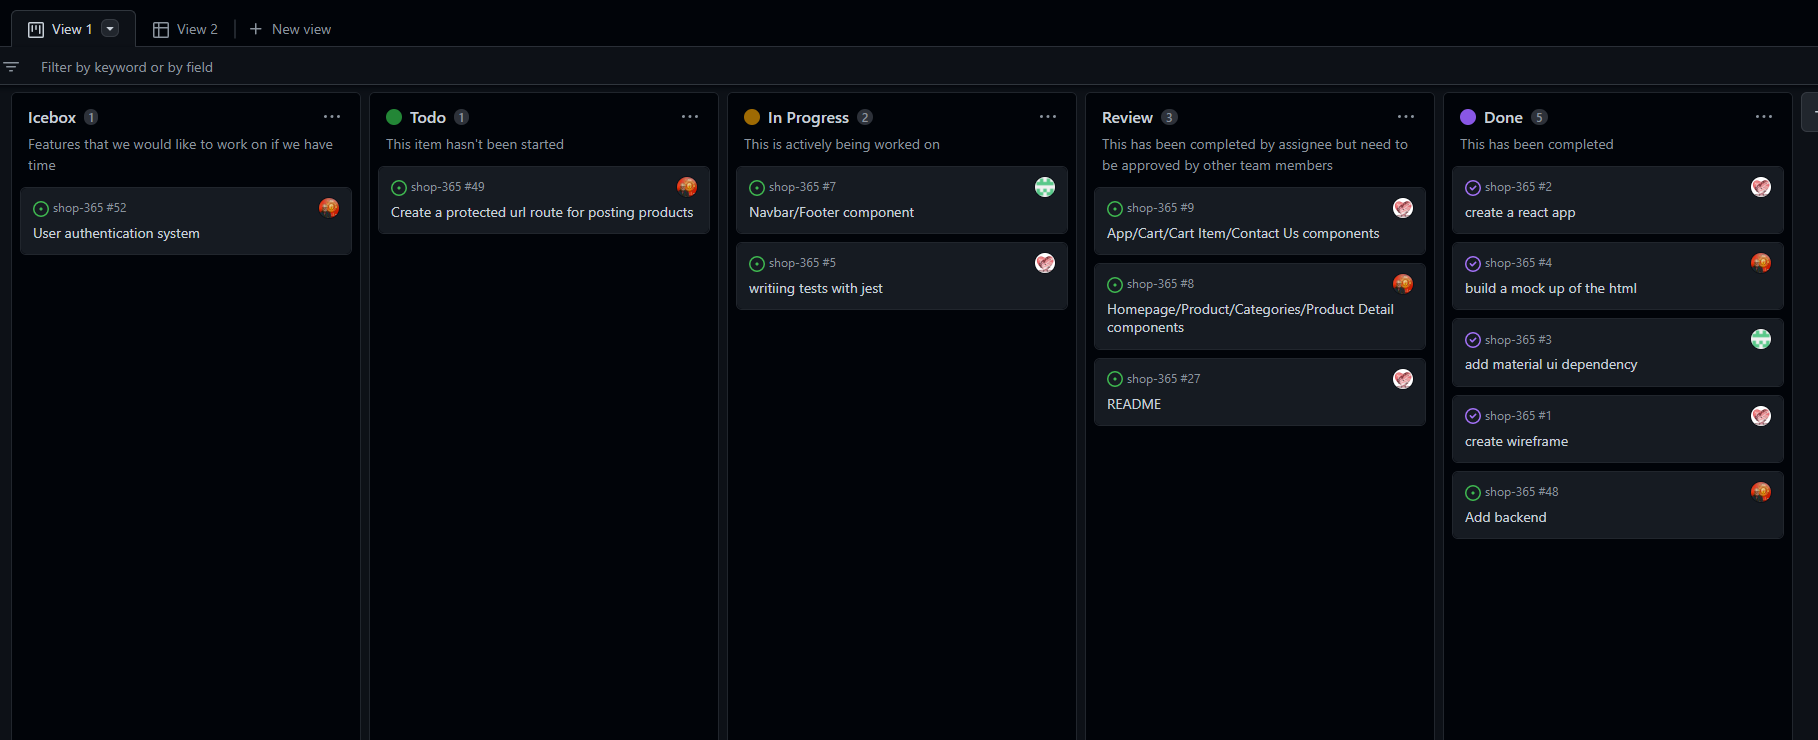 View 1
View 2
New view
Filter by keyword or by field
Icebox 1
Features that we would like to work on if we have
time
shop-365 #52
User authentication system
Todo 1
This item hasn't been started
shop-365 #49
Create a protected url route for posting products
In Progress 2
This is actively being worked on
shop-365 #7
Navbar/Footer component
shop-365 #5
writiing tests with jest
Review 3
This has been completed by assignee but need to
be approved by other team members
shop-365 #9
App/Cart/Cart Item/Contact Us components
shop-365 #8
Homepage/Product/Categories/Product Detail
components
shop-365 #27
README
Done 5
This has been completed
shop-365 #2
create a react app
shop-365 #4
build a mock up of the html
shop-365 #3
add material ui dependency
shop-365 #1
create wireframe
shop-365 #48
Add backend